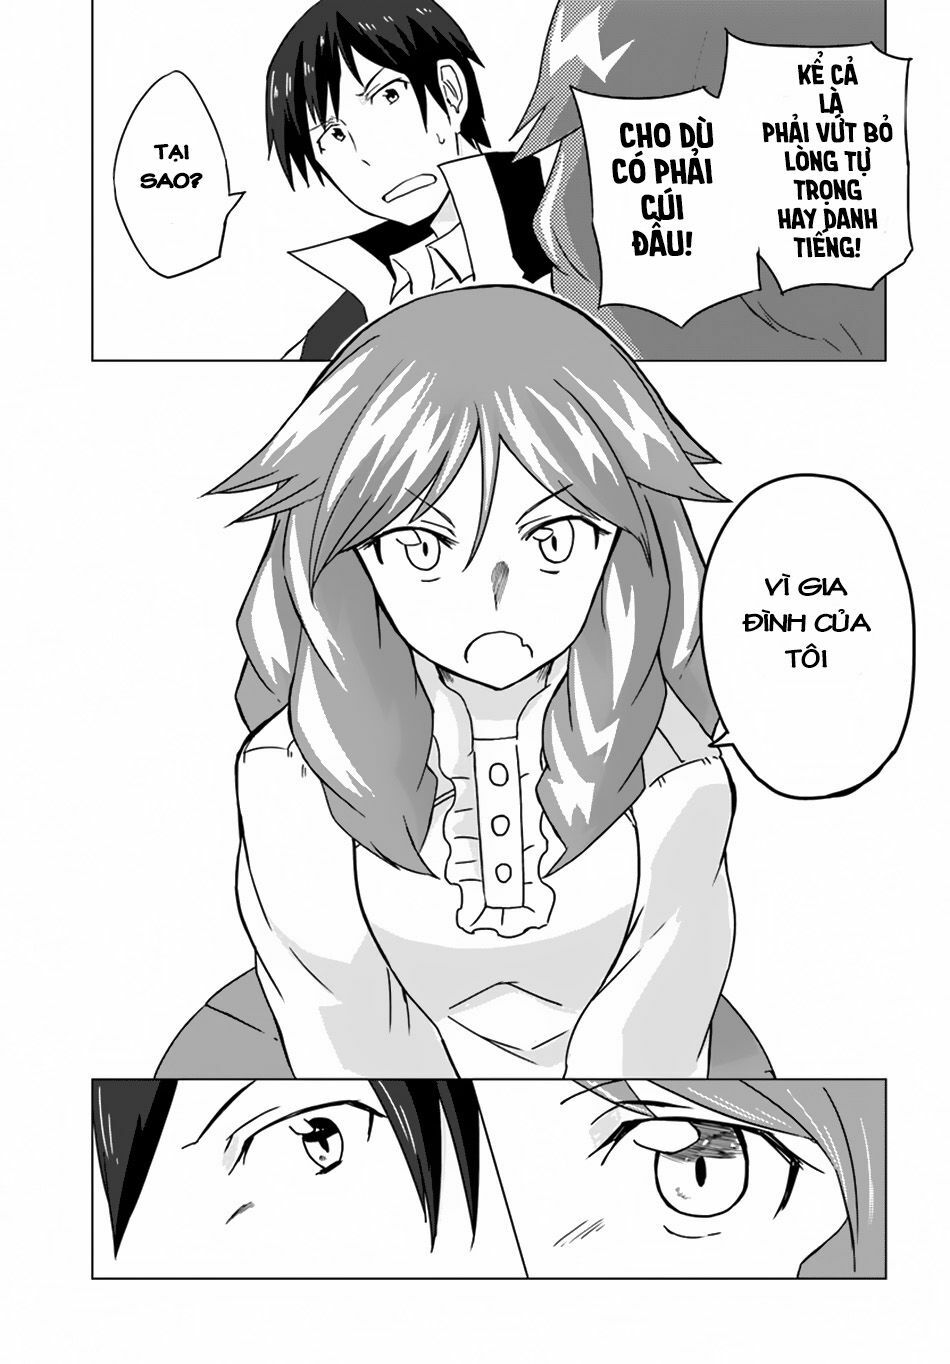 KỂ CẢ
LÀ
PHẢI VỨT BỎ
LÒNG TỰ
TRỌNG
HAY DANH
TIẾNG!
CHO DÙ
CÓ PHẢI
CÚI
ĐẦU!
TẠI
SAO?
VÌ GIA
ĐÌNH CỦA
TÔI